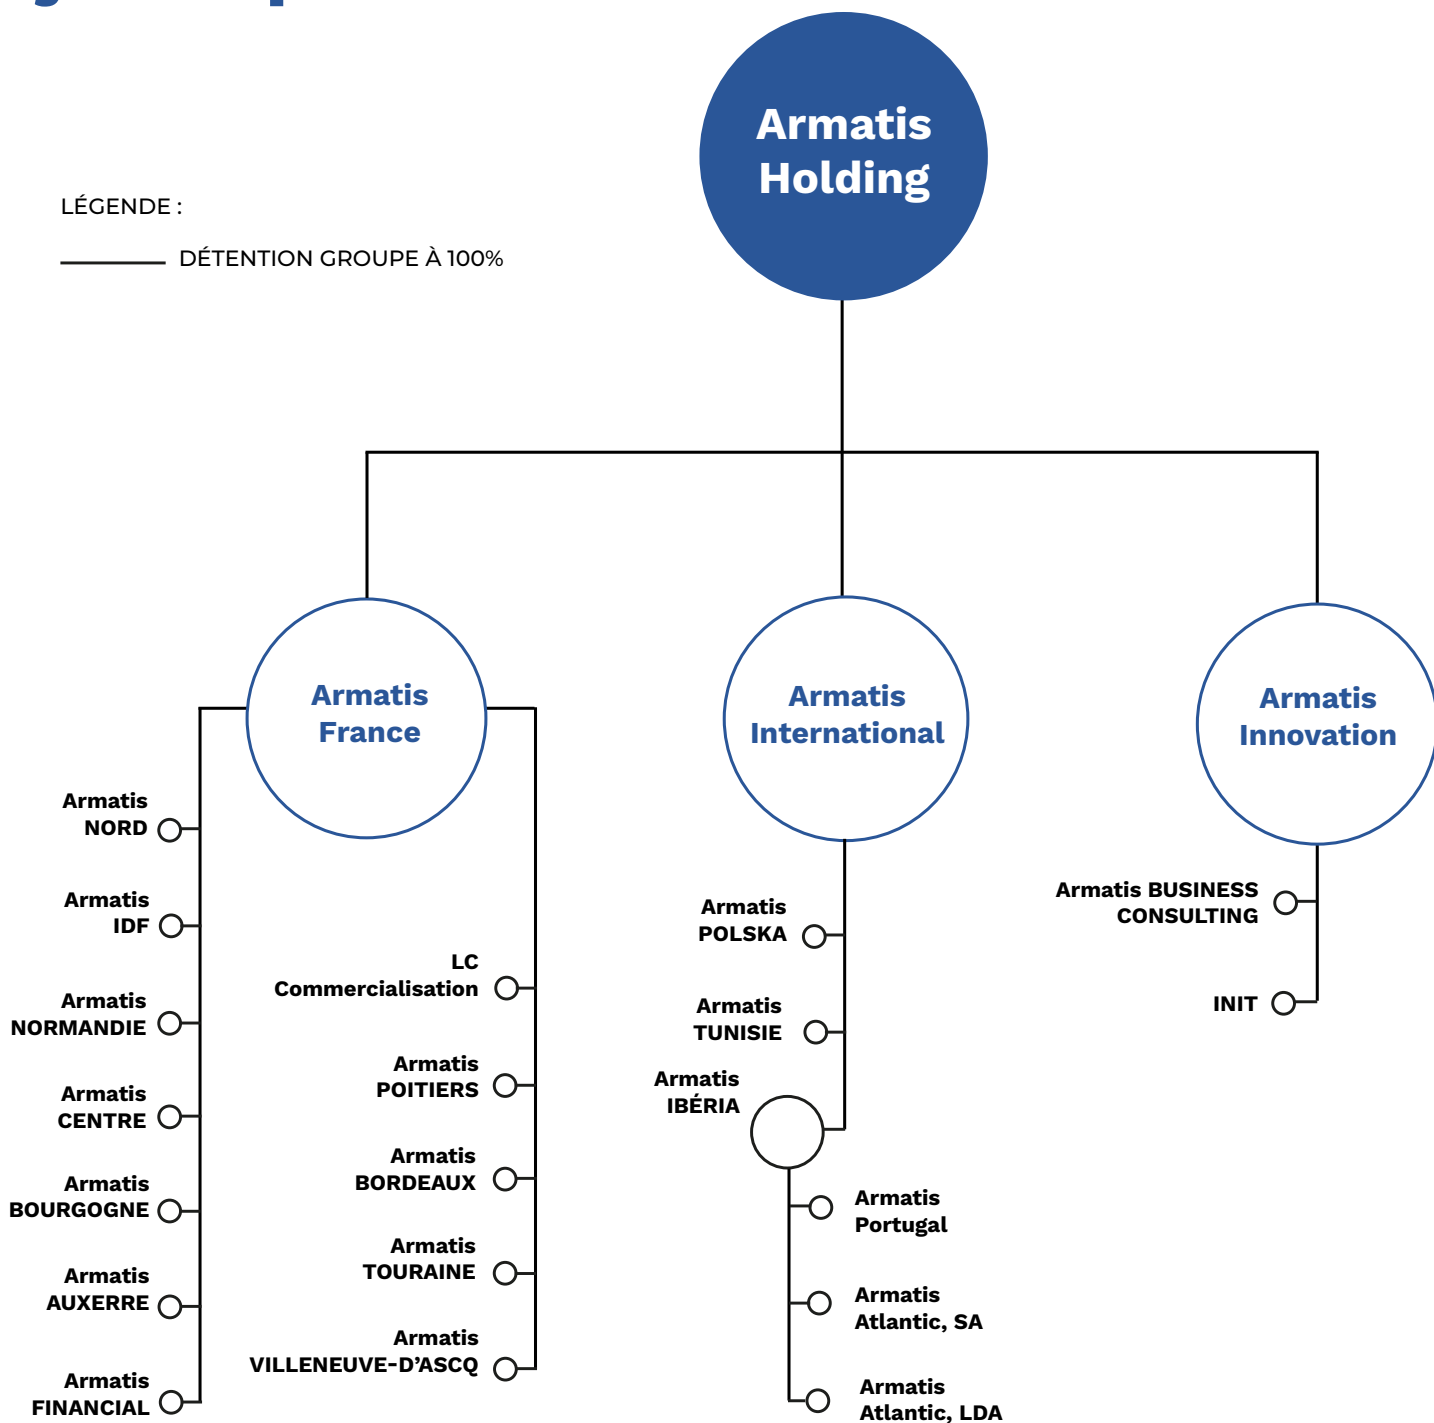 Armatis
Holding
LÉGENDE :
DÉTENTION GROUPE À 100%
Armatis
France
Armatis
International
Armatis
Innovation
Armatis
NORD
Armatis
IDF
Armatis
NORMANDIE
Armatis
CENTRE
Armatis
BOURGOGNE
Armatis
AUXERRE
Armatis
FINANCIAL
LC
Commercialisation
Armatis
POITIERS
Armatis
BORDEAUX
Armatis
TOURAINE
Armatis
VILLENEUVE-D’ASCQ
Armatis
POLSKA
Armatis
TUNISIE
Armatis
IBÉRIA
Armatis
Portugal
Armatis
Atlantic, SA
Armatis
Atlantic, LDA
Armatis BUSINESS
CONSULTING
INIT